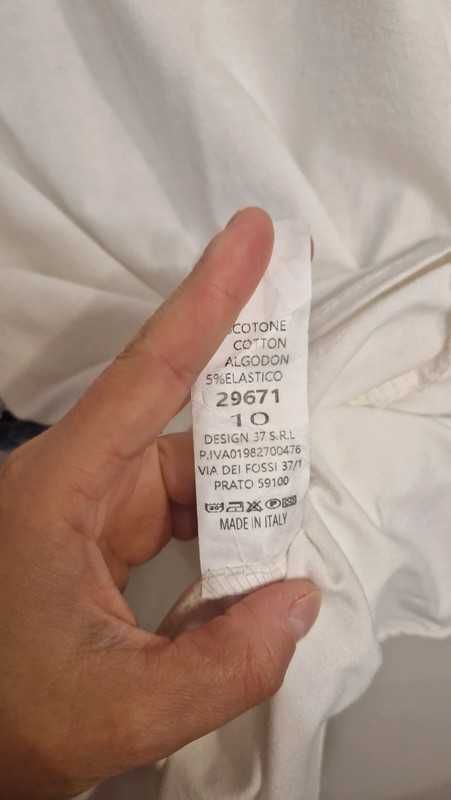 COTONE
COTTON
ALGODON
5%ELASTICO
29671
10
DESIGN 37 S.R.L
P.IVA01982700476
VIA DEI FOSSI 37/1
PRATO 59100
MADE IN ITALY